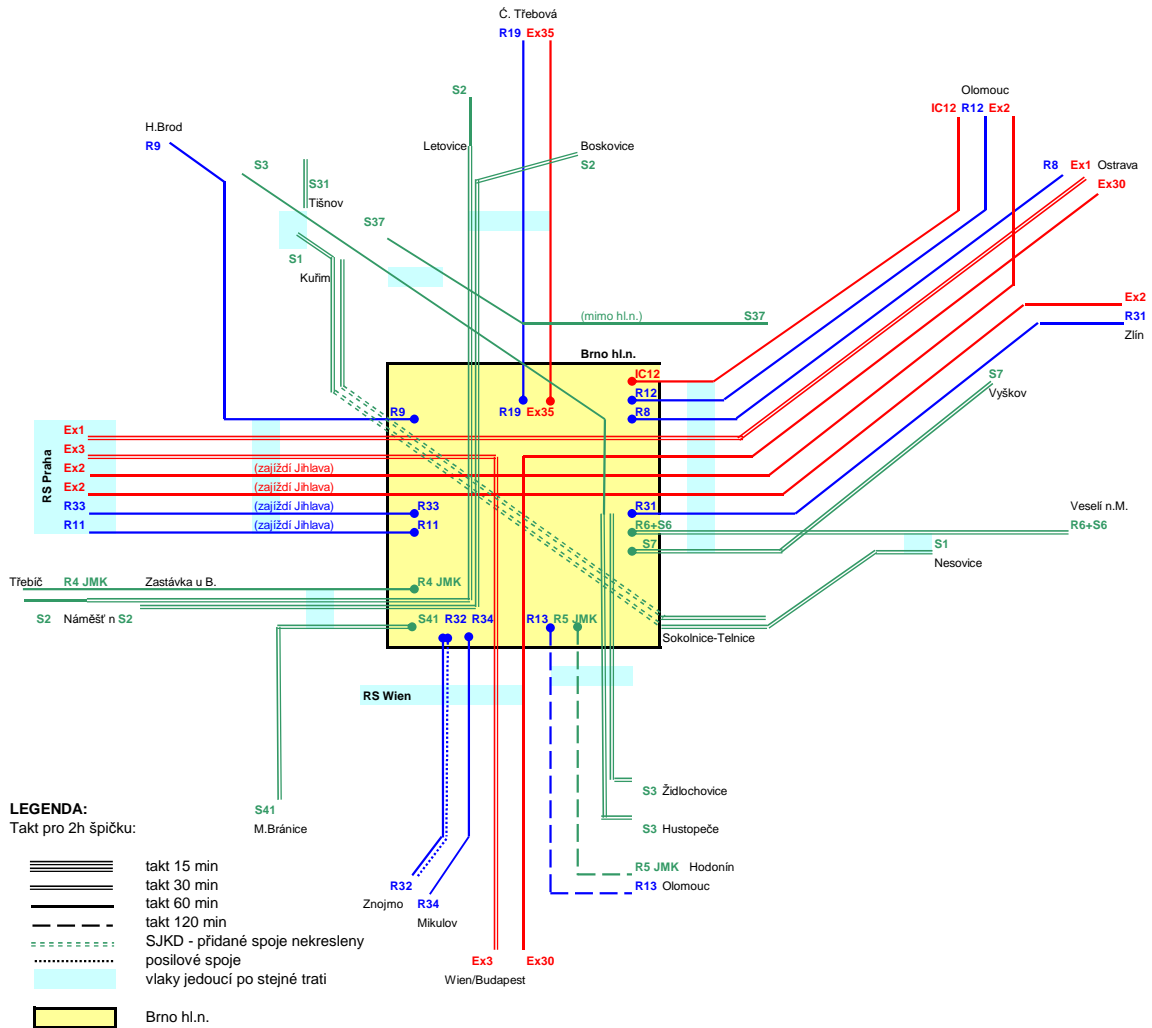 Ć. Třebová
R19 Ex35
S2
Olomouc
IC12 R12 Ex2
H.Brod
R9
Letovice
Boskovice
S2
S3
S31
Tišnov
R8 Ex1 Ostrava
Ex30
S37
S1
Kuřim
Ex2
(mimo hl.n.) S37
R31
Zlín
Brno hl.n.
IC12
R12
R8
R19 Ex35
R9
S7
Vyškov
RS Praha
Ex1
Ex3
Ex2 (zajíždí Jihlava)
Ex2 (zajíždí Jihlava)
R33 (zajíždí Jihlava) R33
R11 (zajíždí Jihlava) R11
R31
R6+S6
S7
Veselí n.M.
R6+S6
S1
Nesovice
Třebíč R4 JMK Zastávka u B. R4 JMK
S2 Náměšť n S2
S41 R32 R34 R13 R5 JMK
Sokolnice-Telnice
RS Wien
S3 Židlochovice
S3 Hustopeče
S41
M.Bránice
R5 JMK Hodonín
R13 Olomouc
R32
Znojmo R34
Mikulov
Ex3 Ex30
Wien/Budapest
LEGENDA:
Takt pro 2h špičku:
takt 15 min
takt 30 min
takt 60 min
takt 120 min
SJKD - přidané spoje nekresleny
posilové spoje
vlaky jedoucí po stejné trati
Brno hl.n.